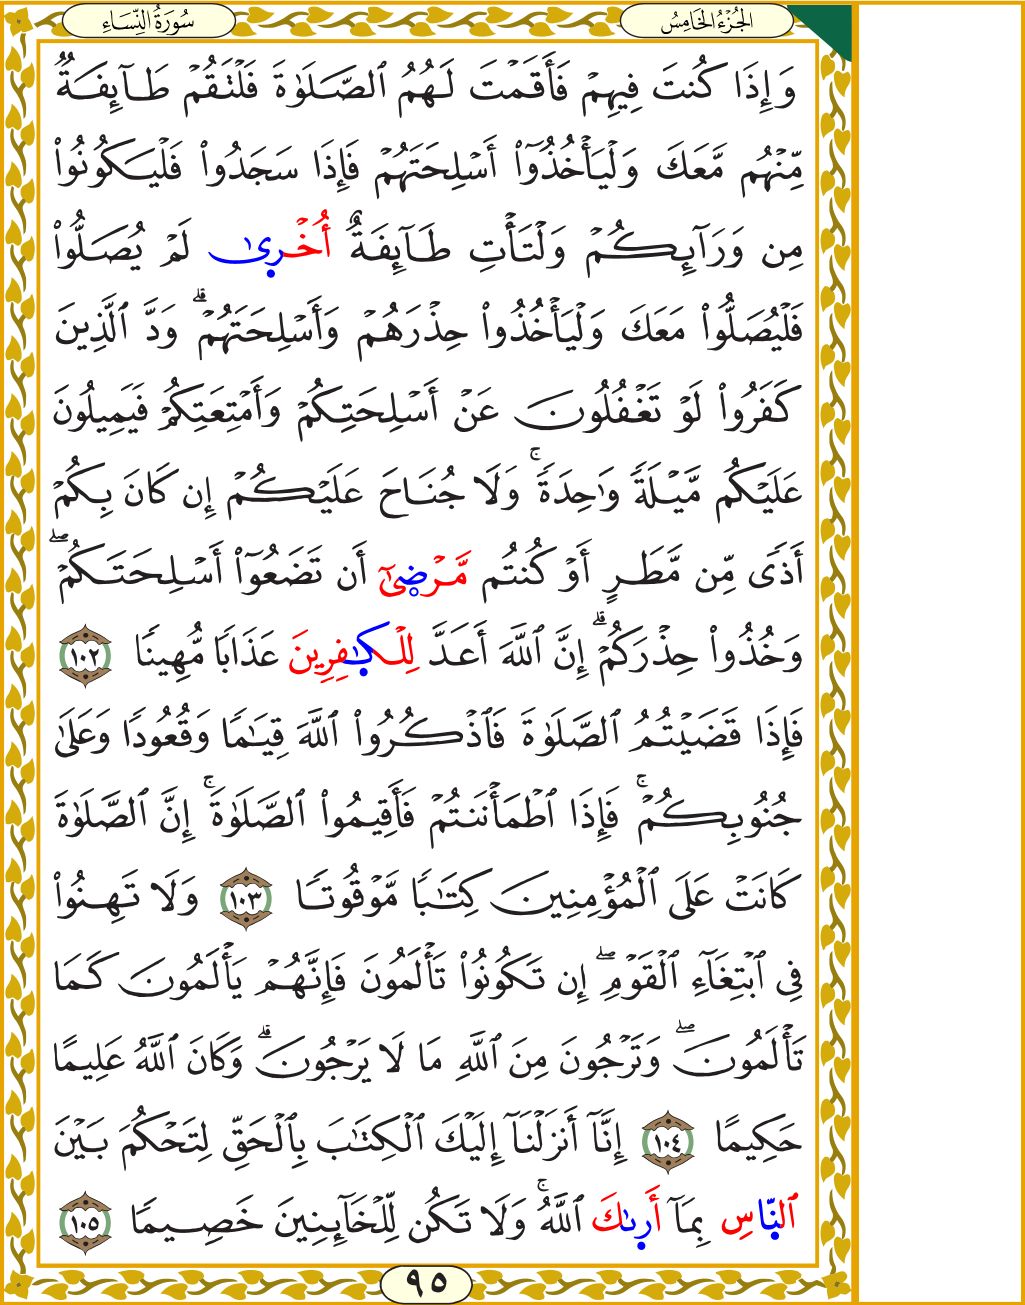 الجُزْءُ الخَامِسُ
سُورَةُ النِّسَاءِ
وَإِذَا كُنتَ فِيهِمْ فَأَقَمْتَ لَهُمُ ٱلصَّلَوٰةَ فَلْتَقُمْ طَآئِفَةٌ
مِّنْهُم مَّعَكَ وَلْيَأْخُذُوٓا۟ أَسْلِحَتَهُمْ فَإِذَا سَجَدُوا۟ فَلْيَكُونُوا۟
مِن وَرَآئِكُمْ وَلْتَأْتِ طَآئِفَةٌ أُخْرىٰ لَمْ يُصَلُّوا۟
فَلْيُصَلُّوا۟ مَعَكَ وَلْيَأْخُذُوا۟ حِذْرَهُمْ وَأَسْلِحَتَهُمْ ۗ وَدَّ ٱلَّذِينَ
كَفَرُوا۟ لَوْ تَغْفُلُونَ عَنْ أَسْلِحَتِكُمْ وَأَمْتِعَتِكُمْ فَيَمِيلُونَ
عَلَيْكُم مَّيْلَةً وَٰحِدَةً ۚ وَلَا جُنَاحَ عَلَيْكُمْ إِن كَانَ بِكُمْ
أَذًى مِّن مَّطَرٍ أَوْ كُنتُم مَّرْضِىٰٓ أَن تَضَعُوٓا۟ أَسْلِحَتَكُمْ ۖ
وَخُذُوا۟ حِذْرَكُمْ ۗ إِنَّ ٱللَّهَ أَعَدَّ لِلْكَٰفِرِينَ عَذَابًا مُّهِينًا ١٠٢
فَإِذَا قَضَيْتُمُ ٱلصَّلَوٰةَ فَٱذْكُرُوا۟ ٱللَّهَ قِيَٰمًا وَقُعُودًا وَعَلَىٰ
جُنُوبِكُمْ ۚ فَإِذَا ٱطْمَأْنَنتُمْ فَأَقِيمُوا۟ ٱلصَّلَوٰةَ ۚ إِنَّ ٱلصَّلَوٰةَ
كَانَتْ عَلَى ٱلْمُؤْمِنِينَ كِتَٰبًا مَّوْقُوتًا ١٠٣ وَلَا تَهِنُوا۟
فِى ٱبْتِغَآءِ ٱلْقَوْمِ ۖ إِن تَكُونُوا۟ تَأْلَمُونَ فَإِنَّهُمْ يَأْلَمُونَ كَمَا
تَأْلَمُونَ ۖ وَتَرْجُونَ مِنَ ٱللَّهِ مَا لَا يَرْجُونَ ۗ وَكَانَ ٱللَّهُ عَلِيمًا
حَكِيمًا ١٠٤ إِنَّآ أَنزَلْنَآ إِلَيْكَ ٱلْكِتَٰبَ بِٱلْحَقِّ لِتَحْكُمَ بَيْنَ
ٱلنَّاسِ بِمَآ أَرىٰكَ ٱللَّهُ ۚ وَلَا تَكُن لِّلْخَآئِنِينَ خَصِيمًا ١٠٥
٩٥